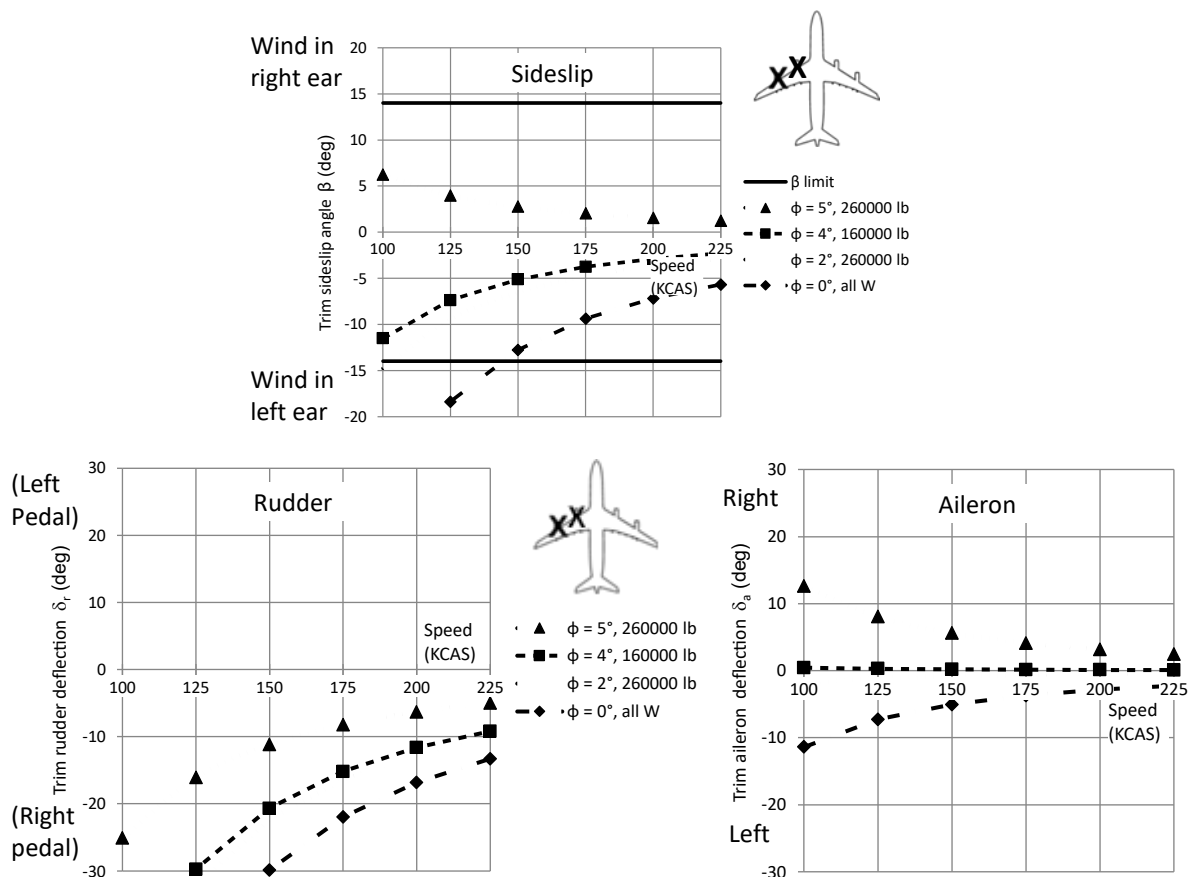 Wind in
right ear
20
Sideslip
15
10
5
0
100 125 150 175 200 225
Speed
(KCAS)
-5
-10
-15
-20
Trim sideslip angle β (deg)
Wind in
left ear
X X
β limit
ϕ = 5°, 260000 lb
ϕ = 4°, 160000 lb
ϕ = 2°, 260000 lb
ϕ = 0°, all W
(Left
Pedal)
30
Rudder
20
10
Speed
(KCAS)
0
100 125 150 175 200 225
-10
-20
-30
Trim rudder deflection δr (deg)
(Right
pedal)
X X
ϕ = 5°, 260000 lb
ϕ = 4°, 160000 lb
ϕ = 2°, 260000 lb
ϕ = 0°, all W
Right
30
Aileron
20
10
0
100 125 150 175 200 225
Speed
(KCAS)
-10
-20
-30
Trim aileron deflection δa (deg)
Left